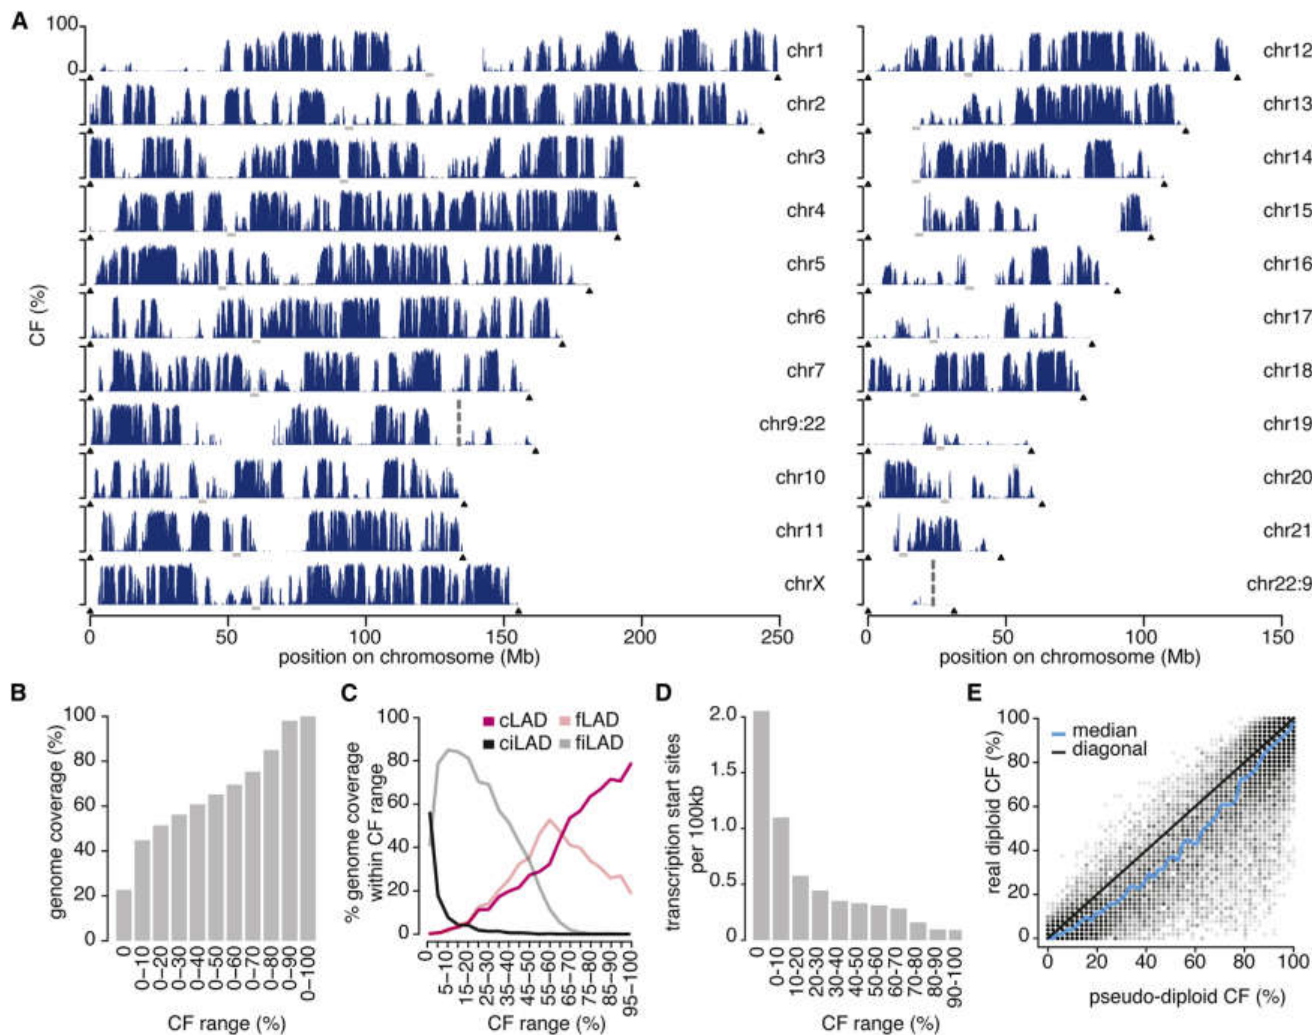 A
100
0
CF (%)
chr1
chr2
chr3
chr4
chr5
chr6
chr7
chr9:22
chr10
chr11
chrX
0 50 100 150 200 250
position on chromosome (Mb)
chr12
chr13
chr14
chr15
chr16
chr17
chr18
chr19
chr20
chr21
chr22:9
0 50 100 150
position on chromosome (Mb)
B
genome coverage (%)
100
80
60
40
20
0
0 0–10 0–20 0–30 0–40 0–50 0–60 0–70 0–80 0–90 0–100
CF range (%)
C
% genome coverage
within CF range
100
80
60
40
20
0
cLAD fLAD
ciLAD fiLAD
0 5–10 15–20 25–30 35–40 45–50 55–60 65–70 75–80 85–90 95–100
CF range (%)
D
transcription start sites
per 100kb
2.0
1.5
1.0
0.5
0
0 0-10 10-20 20-30 30-40 40-50 50-60 60-70 70-80 80-90 90-100
CF range (%)
E
real diploid CF (%)
100
80
60
40
20
0
median
diagonal
0 20 40 60 80 100
pseudo-diploid CF (%)